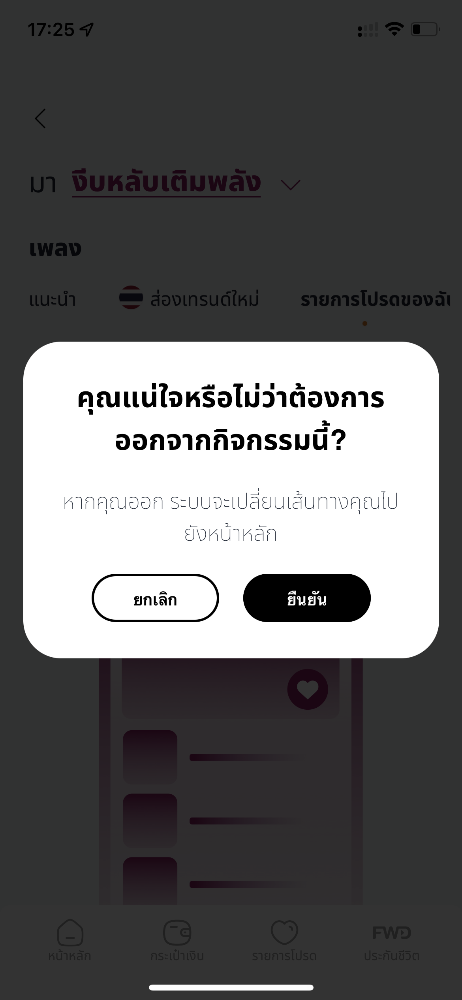 17:25
มา งีบหลับเติมพลัง
เพลง
แนะนำ ส่องเทรนด์ใหม่ รายการโปรดของฉั
คุณแน่ใจหรือไม่ว่าต้องการ
ออกจากกิจกรรมนี้?
หากคุณออก ระบบจะเปลี่ยนเส้นทางคุณไป
ยังหน้าหลัก
ยกเลิก ยืนยัน
FWD
หน้าหลัก กระเป๋าเงิน รายการโปรด ประกันชีวิต